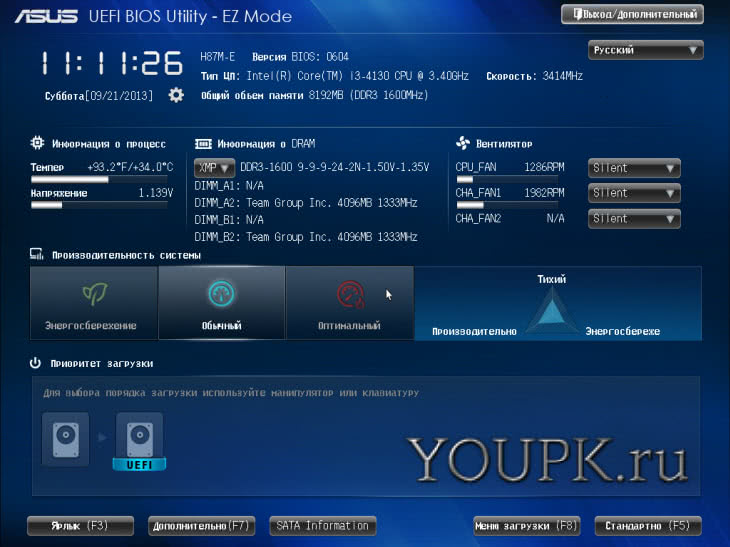 ASUS UEFI BIOS Utility - EZ Mode
Выход/Дополнительный
11:11:26
Суббота[09/21/2013]
H87M-E Версия BIOS: 0604
Тип ЦП: Intel(R) Core(TM) i3-4130 CPU @ 3.40GHz Скорость: 3414MHz
Общий объем памяти 8192MB (DDR3 1600MHz)
Русский
Информация о процесс
Темпер +93.2°F/+34.0°C
Напряжение 1.139V
Информация о DRAM
XMP DDR3-1600 9-9-9-24-2N-1.50V-1.35V
DIMM_A1: N/A
DIMM_A2: Team Group Inc. 4096MB 1333MHz
DIMM_B1: N/A
DIMM_B2: Team Group Inc. 4096MB 1333MHz
Вентилятор
CPU_FAN 1286RPM Silent
CHA_FAN1 1982RPM Silent
CHA_FAN2 N/A Silent
Производительность системы
Энергосбережение
Обычный
Оптимальный
Тихий
Производительно
Энергосбереже
Приоритет загрузки
Для выбора порядка загрузки используйте манипулятор или клавиатуру
UEFI
YOUPK.ru
Ярлык (F3)
Дополнительно(F7)
SATA Information
Меню загрузки (F8)
Стандартно (F5)